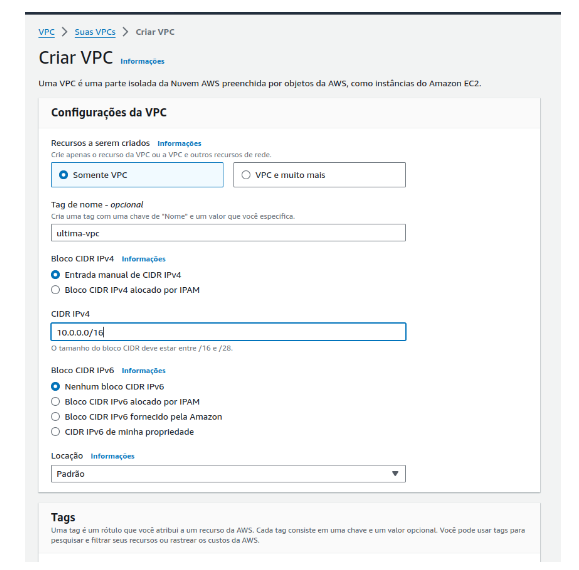 VPC > Suas VPCs > Criar VPC
Criar VPC Informações
Uma VPC é uma parte isolada da Nuvem AWS preenchida por objetos da AWS, como instâncias do Amazon EC2.
Configurações da VPC
Recursos a serem criados Informações
Crie apenas o recurso da VPC ou a VPC e outros recursos de rede.
Somente VPC
VPC e muito mais
Tag de nome - opcional
Cria uma tag com uma chave de "Nome" e um valor que você especifica.
ultima-vpc
Bloco CIDR IPv4 Informações
Entrada manual de CIDR IPv4
Bloco CIDR IPv4 alocado por IPAM
CIDR IPv4
10.0.0.0/16
O tamanho do bloco CIDR deve estar entre /16 e /28.
Bloco CIDR IPv6 Informações
Nenhum bloco CIDR IPv6
Bloco CIDR IPv6 alocado por IPAM
Bloco CIDR IPv6 fornecido pela Amazon
CIDR IPv6 de minha propriedade
Locação Informações
Padrão
Tags
Uma tag é um rótulo que você atribui a um recurso da AWS. Cada tag consiste em uma chave e um valor opcional. Você pode usar tags para
pesquisar e filtrar seus recursos ou rastrear os custos da AWS.